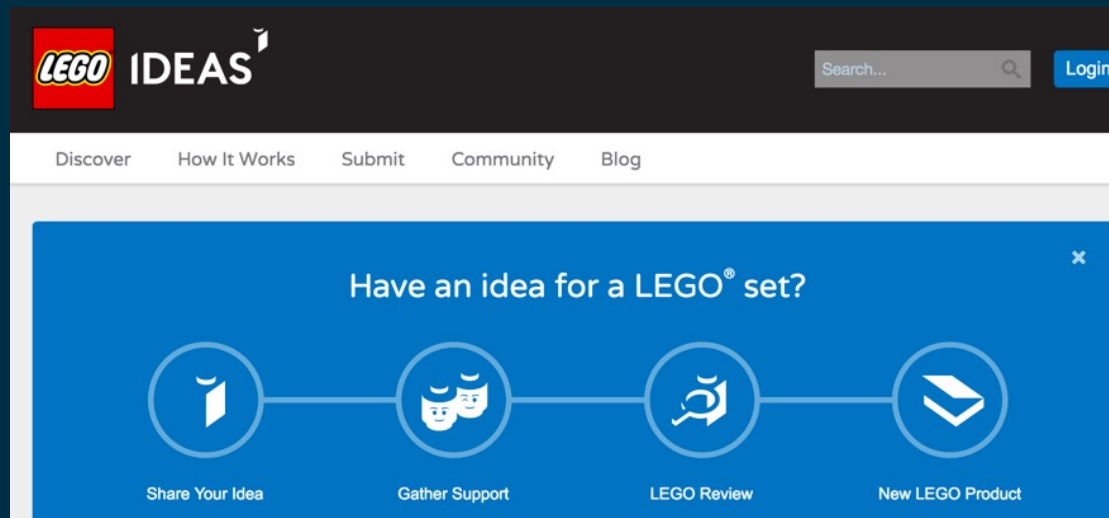 LEGO IDEAS
Search... Login
Discover How It Works Submit Community Blog
Have an idea for a LEGO® set?
Share Your Idea Gather Support LEGO Review New LEGO Product